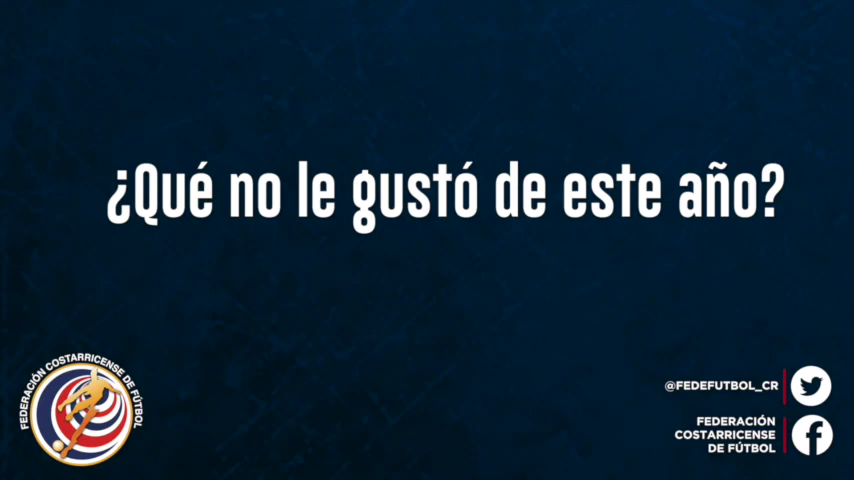 ¿Qué no le gustó de este año?
FEDERACIÓN COSTARRICENSE DE FÚTBOL
@FEDEFUTBOL_CR
FEDERACIÓN
COSTARRICENSE
DE FÚTBOL